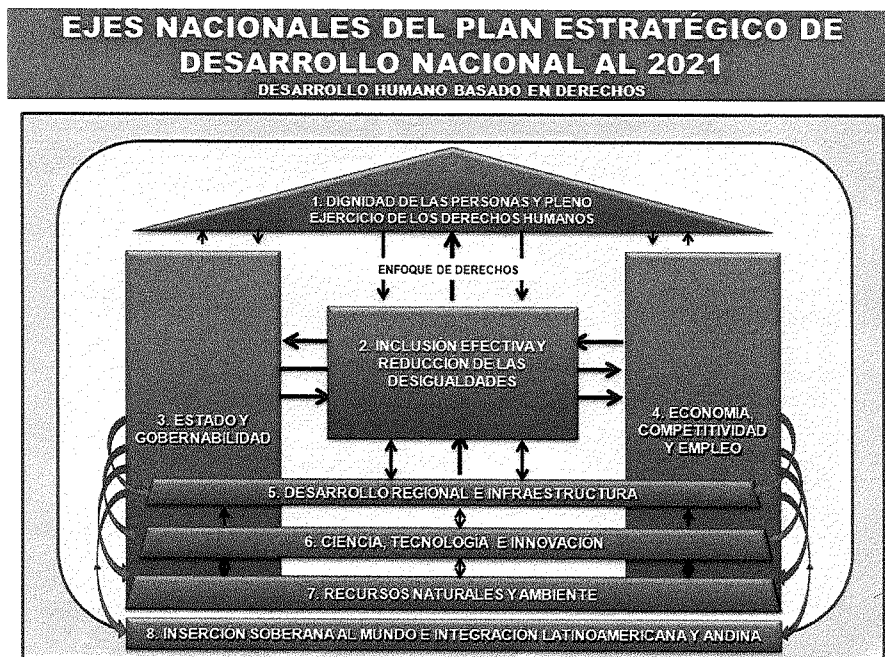 EJES NACIONALES DEL PLAN ESTRATÉGICO DE
DESARROLLO NACIONAL AL 2021
DESARROLLO HUMANO BASADO EN DERECHOS
1. DIGNIDAD DE LAS PERSONAS Y PLENO
EJERCICIO DE LOS DERECHOS HUMANOS
ENFOQUE DE DERECHOS
2. INCLUSIÓN EFECTIVA Y
REDUCCIÓN DE LAS
DESIGUALDADES
3. ESTADO Y
GOBERNABILIDAD
4. ECONOMÍA,
COMPETITIVIDAD
Y EMPLEO
5. DESARROLLO REGIONAL E INFRAESTRUCTURA
6. CIENCIA, TECNOLOGÍA E INNOVACIÓN
7. RECURSOS NATURALES Y AMBIENTE
8. INSERCIÓN SOBERANA AL MUNDO E INTEGRACIÓN LATINOAMERICANA Y ANDINA